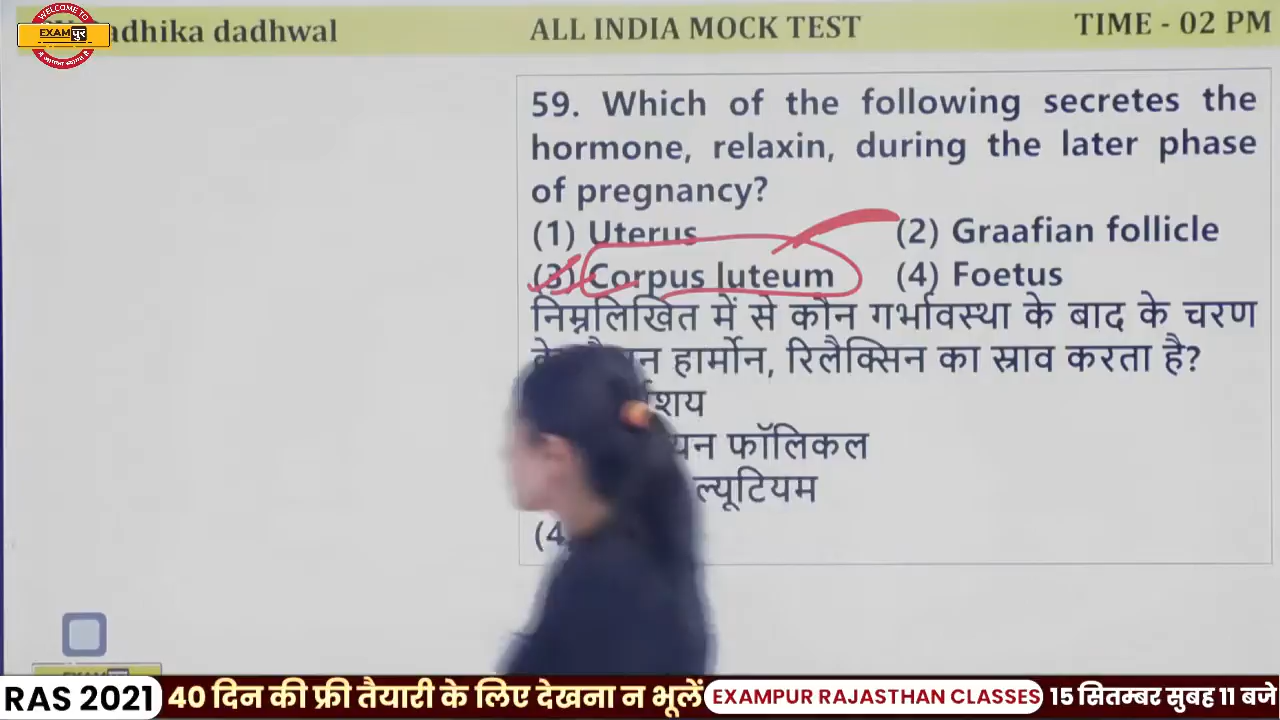 WELCOME TO
EXAMपुर
adhika dadhwal
ALL INDIA MOCK TEST
TIME - 02 PM
59. Which of the following secretes the
hormone, relaxin, during the later phase
of pregnancy?
(1) Uterus (2) Graafian follicle
(3) Corpus luteum (4) Foetus
निम्नलिखित में से कौन गर्भावस्था के बाद के चरण
हार्मोन, रिलैक्सिन का स्राव करता है?
फॉलिकल
ल्यूटियम
(4
RAS 2021
40 दिन की फ्री तैयारी के लिए देखना न भूलें
EXAMPUR RAJASTHAN CLASSES
15 सितम्बर सुबह 11 बजे